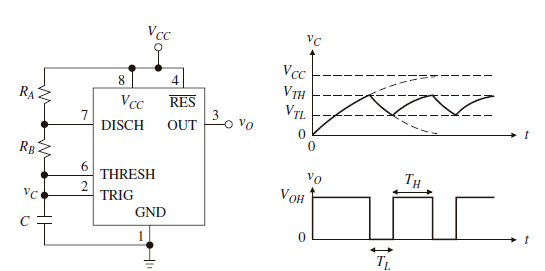 V_CC
8
4
V_CC
RES
R_A
7
DISCH
OUT
3
v_O
R_B
6
THRESH
v_C
2
TRIG
C
GND
1
v_C
V_CC
V_TH
V_TL
0
0
t
v_O
V_OH
T_H
0
t
T_L